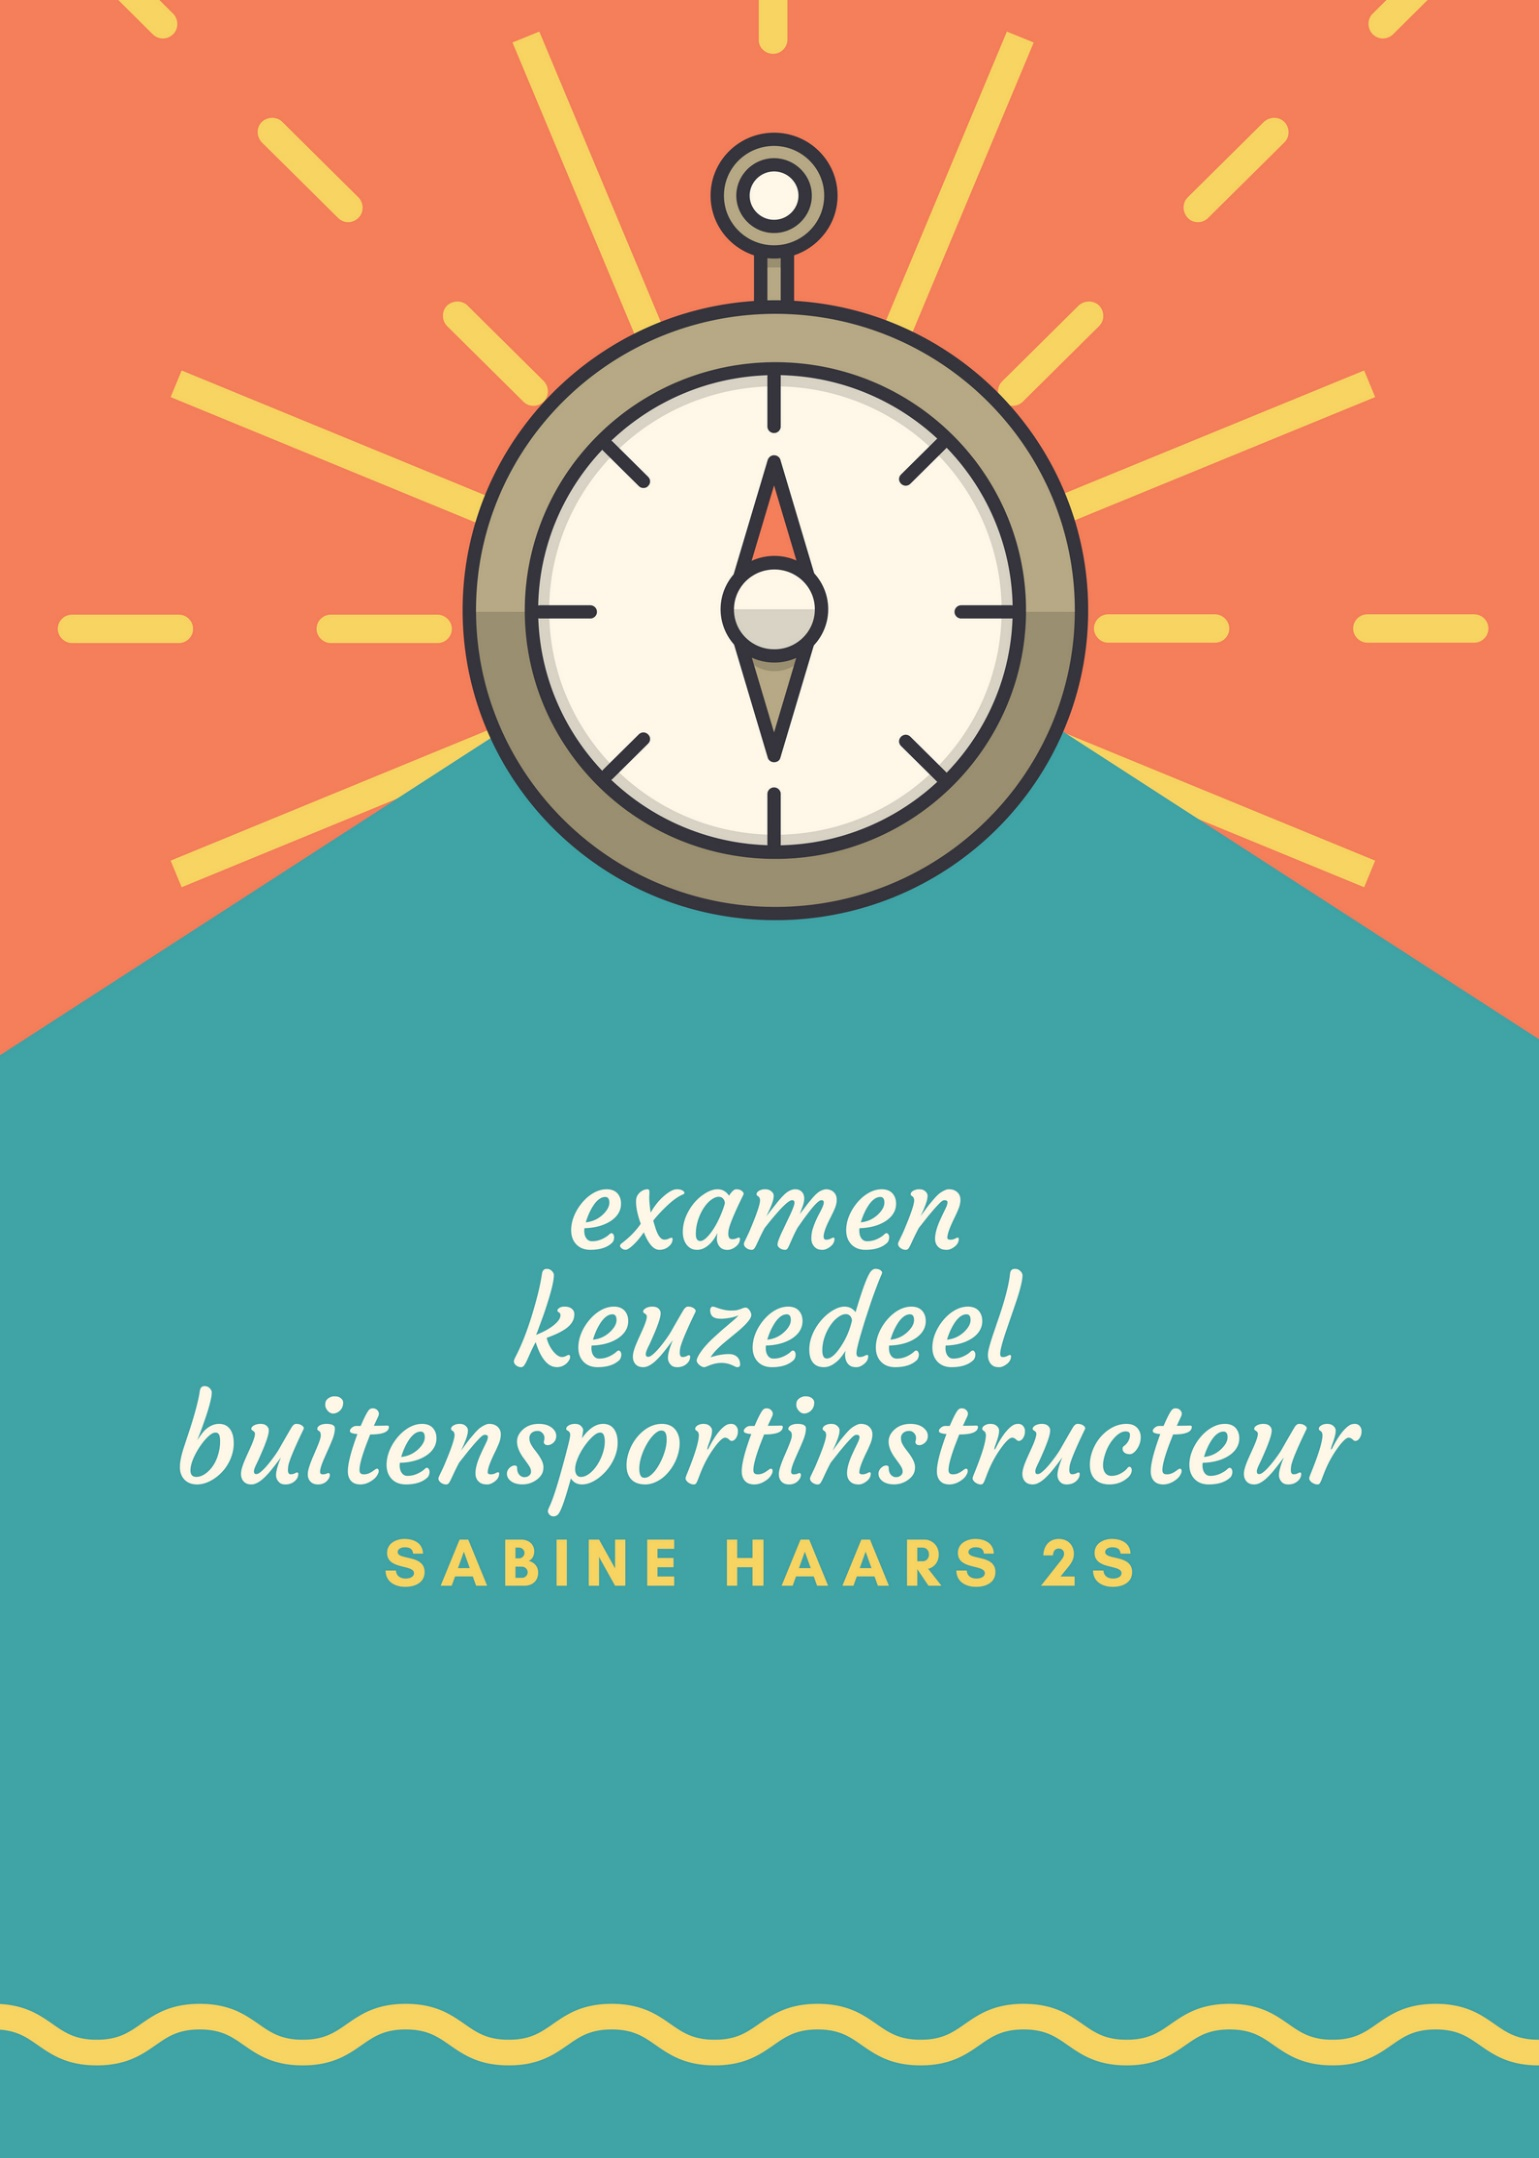 examen
keuzedeel
buitensportinstructeur
SABINE HAARS 2S